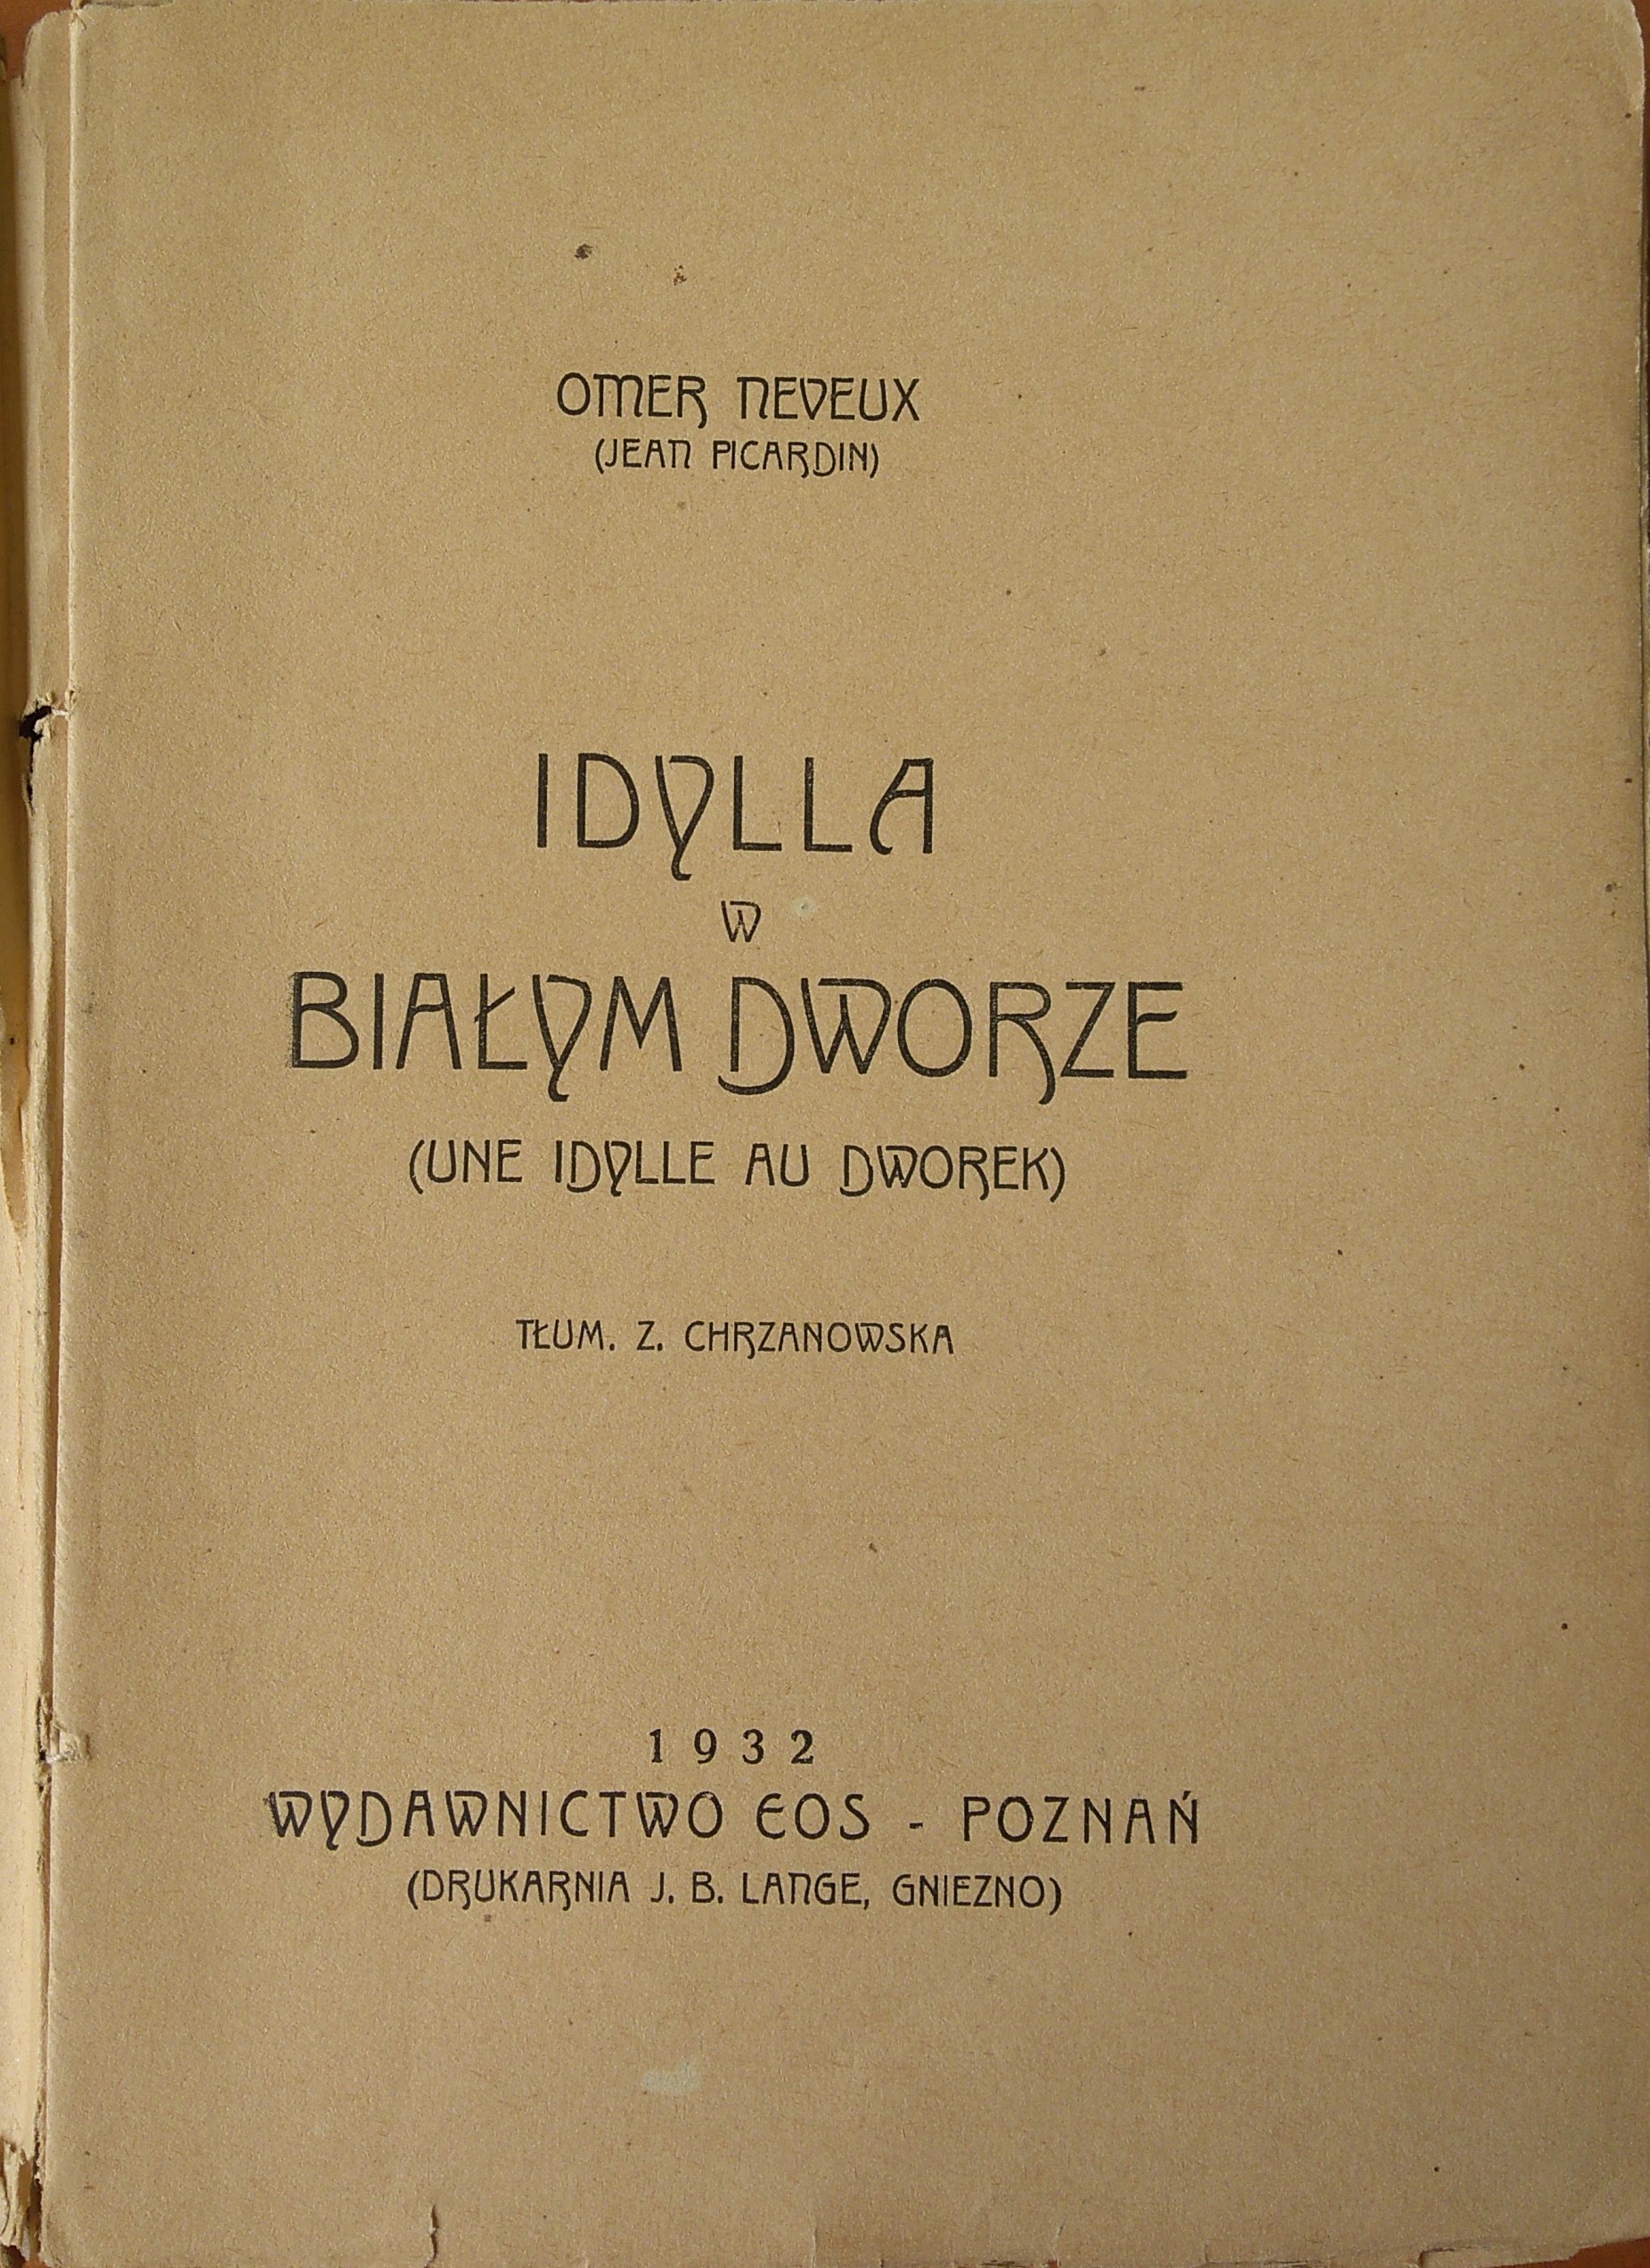 OMER NEVEUX
(JEAN PICARDIN)
IDYLLA
W
BIAŁYM DWORZE
(UNE IDYLLE AU DWOREK)
TŁUM. Z. CHRZANOWSKA
1932
WYDAWNICTWO EOS - POZNAŃ
(DRUKARNIA J. B. LANGE, GNIEZNO)